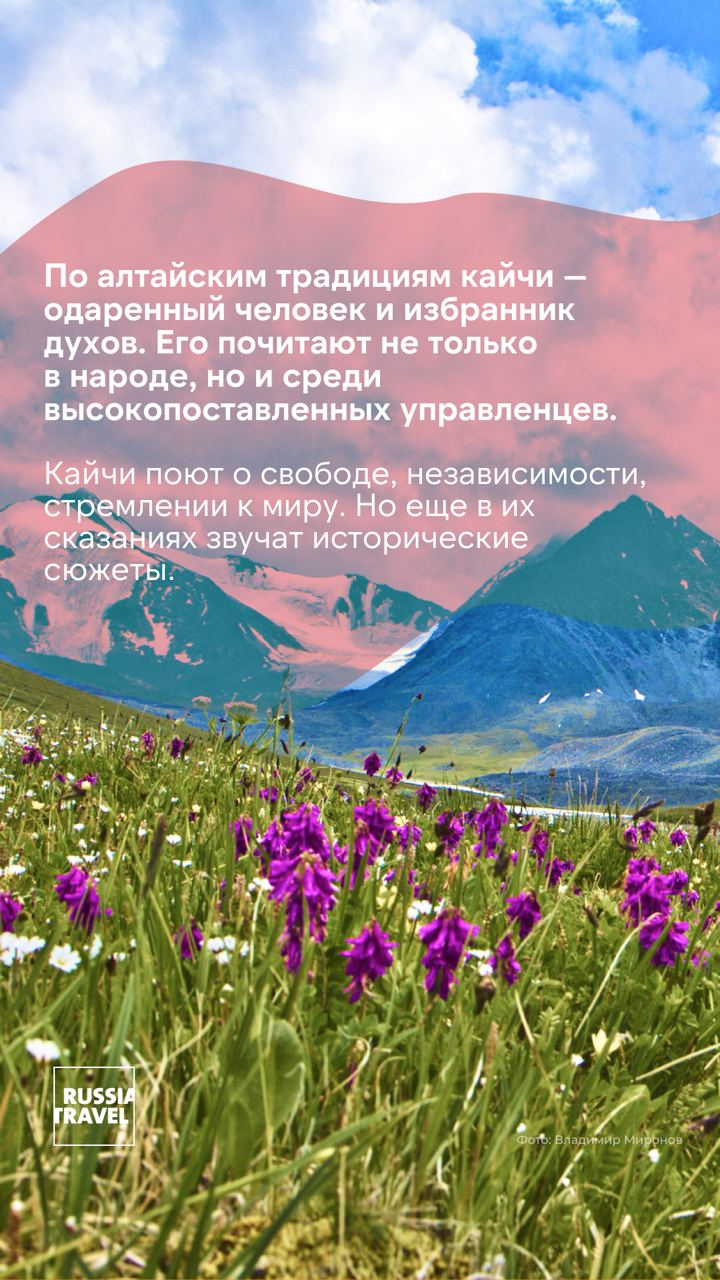 По алтайским традициям кайчи —
одаренный человек и избранник
духов. Его почитают не только
в народе, но и среди
высокопоставленных управленцев.
Кайчи поют о свободе, независимости,
стремлении к миру. Но еще в их
сказаниях звучат исторические
сюжеты.
RUSSIA
TRAVEL
Фото: Владимир Миронов